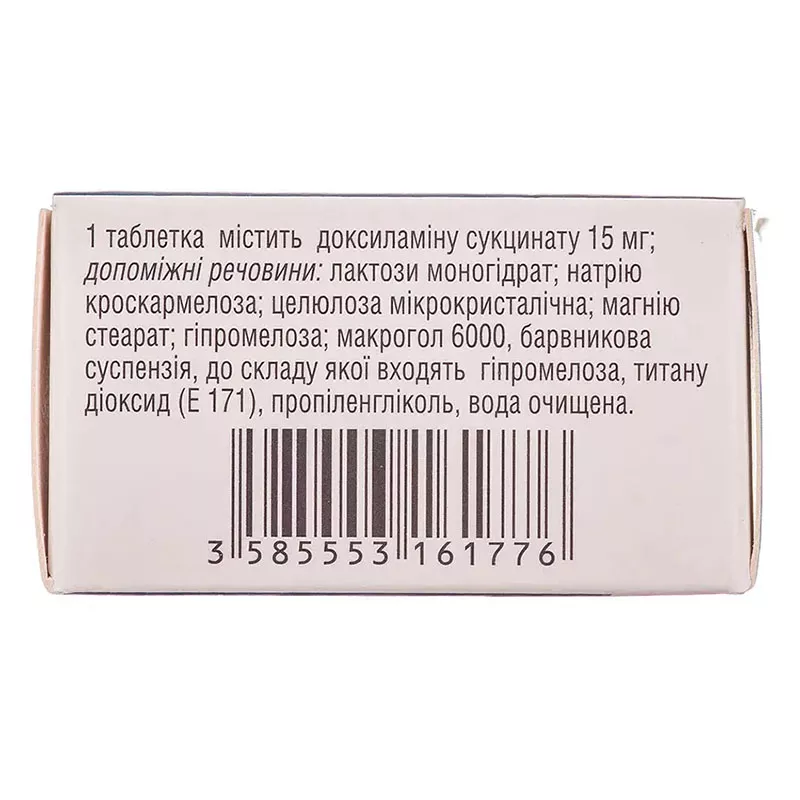 1 таблетка містить доксиламіну сукцинату 15 мг;
допоміжні речовини: лактози моногідрат; натрію
кроскармелоза; целюлоза мікрокристалічна; магнію
стеарат; гіпромелоза; макрогол 6000, барвникова
суспензія, до складу якої входять гіпромелоза, титану
діоксид (Е 171), пропіленгліколь, вода очищена.
3 585553 161776